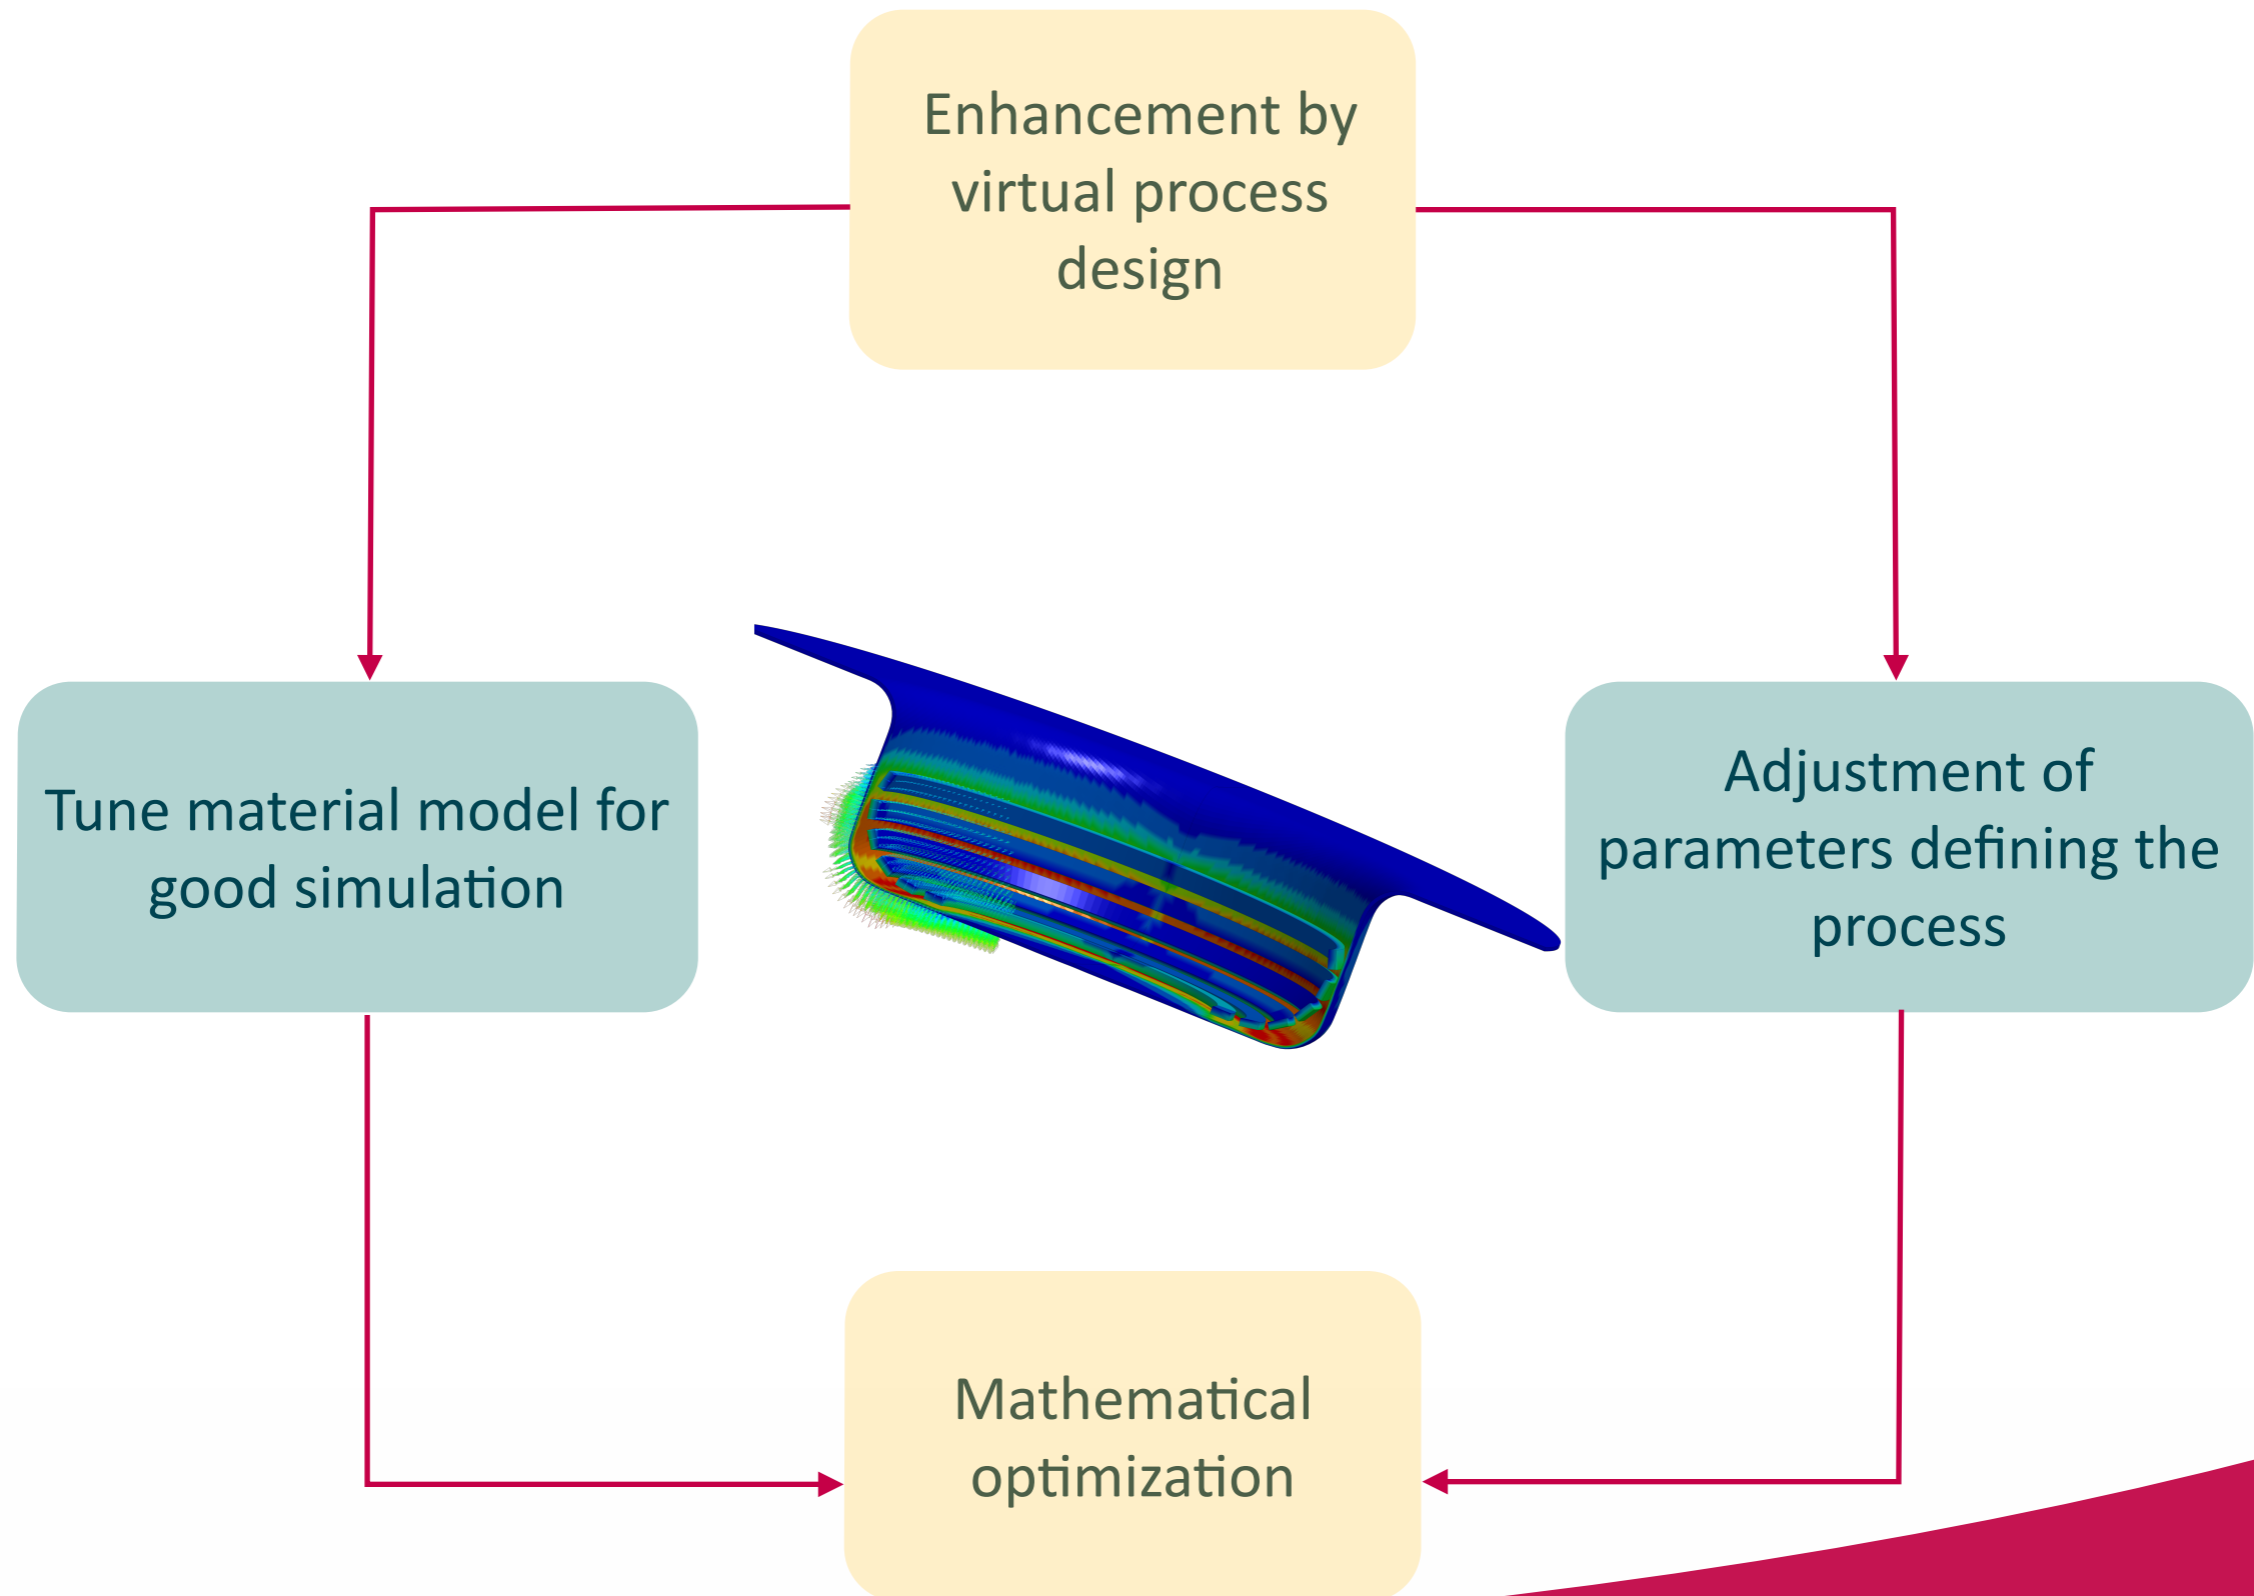 Enhancement by
virtual process
design
Tune material model for
good simulation
Adjustment of
parameters defining the
process
Mathematical
optimization